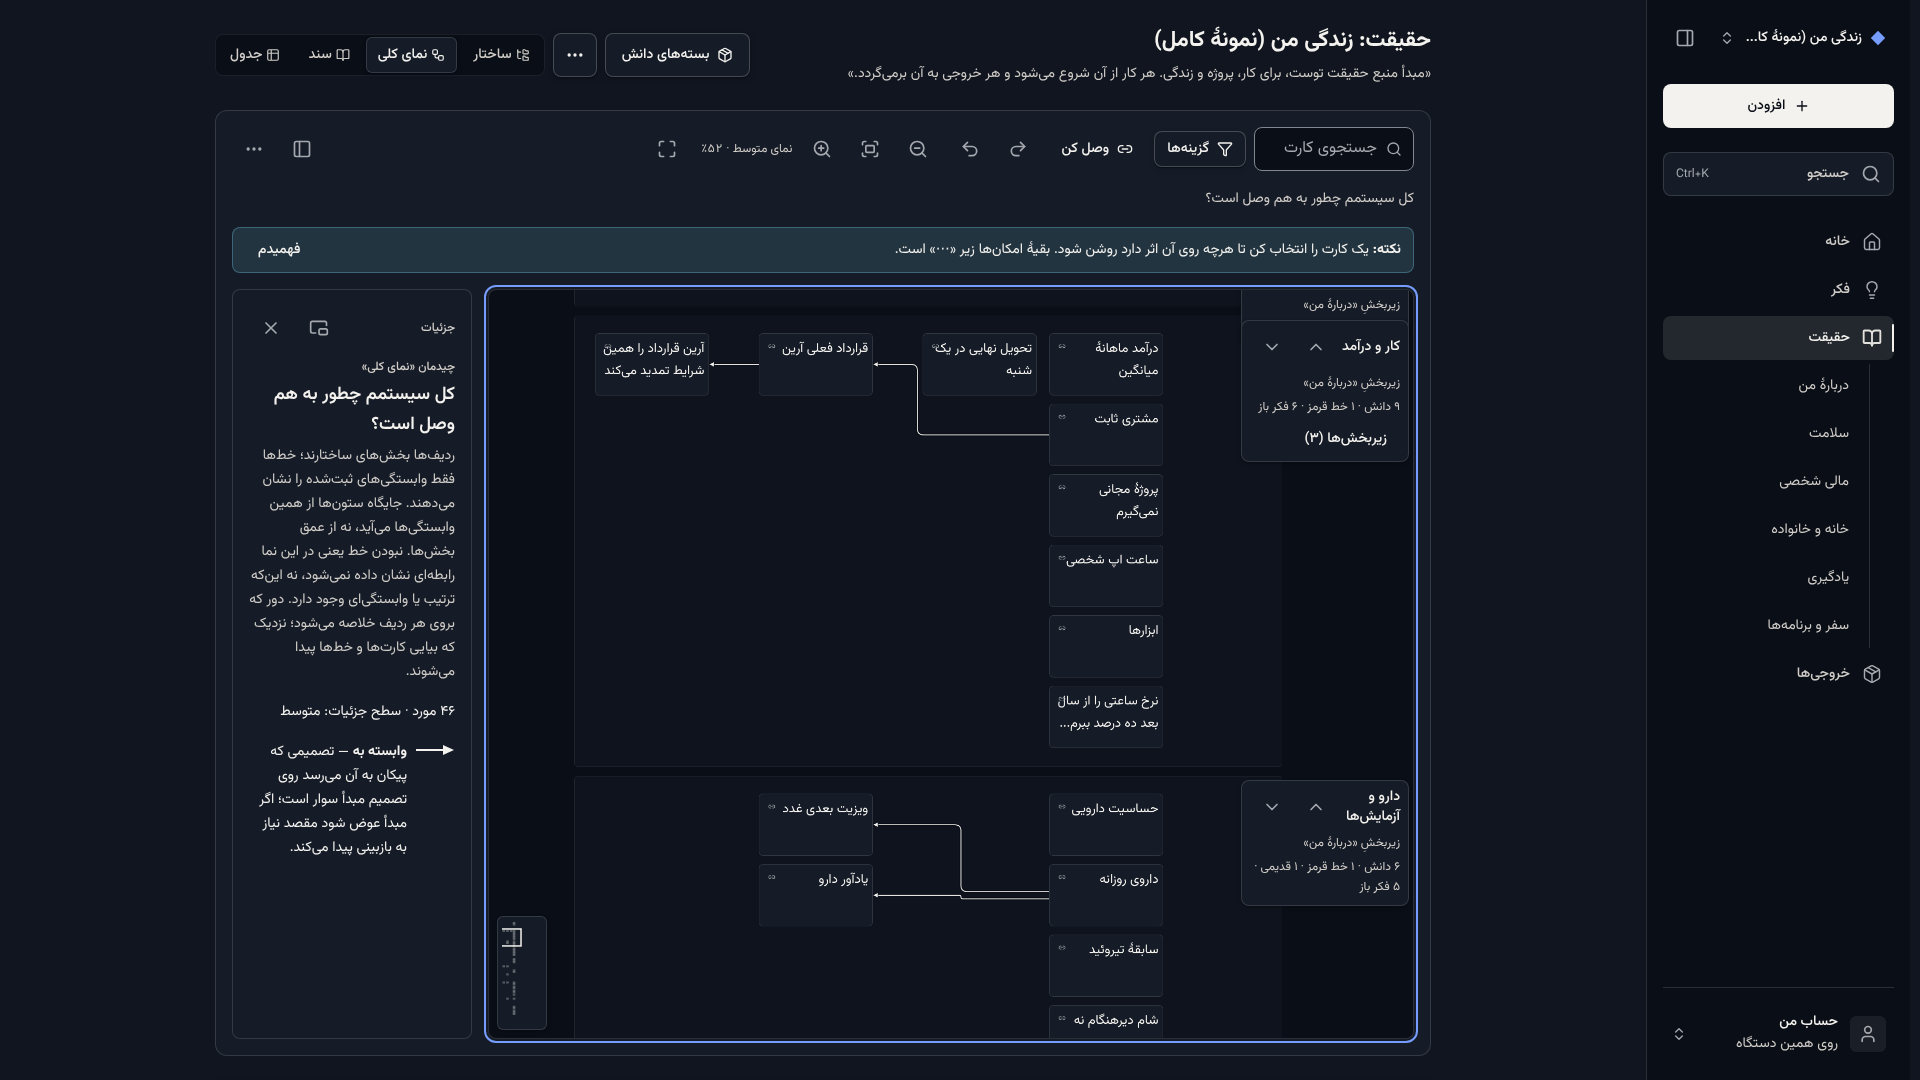 زندگی من (نمونهٔ کا...
افزودن
جستجو
Ctrl+K
خانه
فکر
حقیقت
دربارهٔ من
سلامت
مالی شخصی
خانه و خانواده
یادگیری
سفر و برنامه‌ها
خروجی‌ها
حساب من
روی همین دستگاه
حقیقت: زندگی من (نمونهٔ کامل)
«مبدأ منبع حقیقت توست، برای کار، پروژه و زندگی. هر کار از آن شروع می‌شود و هر خروجی به آن برمی‌گردد.»
بسته‌های دانش
ساختار
نمای کلی
سند
جدول
جستجوی کارت
گزینه‌ها
وصل کن
نمای متوسط · ۵۲٪
کل سیستمم چطور به هم وصل است؟
نکته: یک کارت را انتخاب کن تا هرچه روی آن اثر دارد روشن شود. بقیهٔ امکان‌ها زیر «···» است.
فهمیدم
زیربخشِ «دربارهٔ من»
کار و درآمد
زیربخشِ «دربارهٔ من»
۹ دانش · ۱ خط قرمز · ۶ فکر باز
زیربخش‌ها (۳)
درآمد ماهانهٔ
میانگین
تحویل نهایی در یک
شنبه
قرارداد فعلی آرین
آرین قرارداد را همین
شرایط تمدید می‌کند
مشتری ثابت
پروژهٔ مجانی
نمی‌گیرم
ساعت اپ شخصی
ابزارها
نرخ ساعتی را از سال
بعد ده درصد ببرم...
دارو و
آزمایش‌ها
زیربخشِ «دربارهٔ من»
۶ دانش · ۱ خط قرمز · ۱ قدیمی ·
۵ فکر باز
حساسیت دارویی
ویزیت بعدی غدد
داروی روزانه
یادآور دارو
سابقهٔ تیروئید
شام دیرهنگام نه
جزئیات
چیدمان «نمای کلی»
کل سیستمم چطور به هم
وصل است؟
ردیف‌ها بخش‌های ساختارند؛ خط‌ها
فقط وابستگی‌های ثبت‌شده را نشان
می‌دهند. جایگاه ستون‌ها از همین
وابستگی‌ها می‌آید، نه از عمق
بخش‌ها. نبودن خط یعنی در این نما
رابطه‌ای نشان داده نمی‌شود، نه این‌که
ترتیب یا وابستگی‌ای وجود دارد. دور که
بروی هر ردیف خلاصه می‌شود؛ نزدیک
که بیایی کارت‌ها و خط‌ها پیدا
می‌شوند.
۴۶ مورد · سطح جزئیات: متوسط
وابسته به — تصمیمی که
پیکان به آن می‌رسد روی
تصمیم مبدأ سوار است؛ اگر
مبدأ عوض شود مقصد نیاز
به بازبینی پیدا می‌کند.